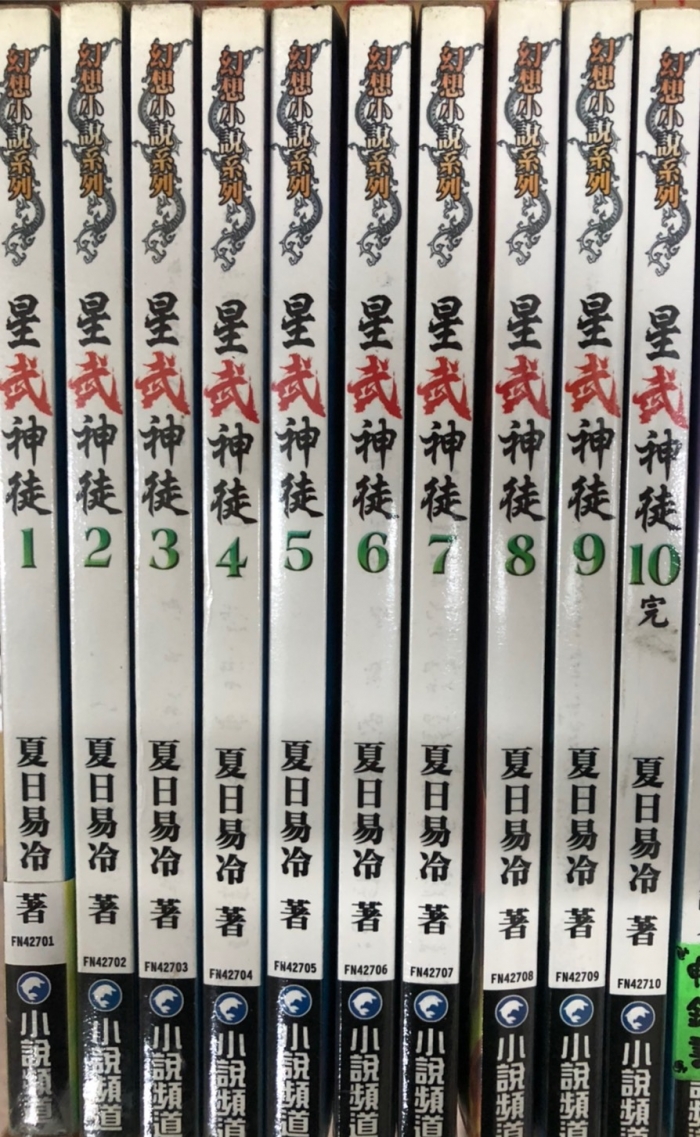 幻想小說系列
星武神徒
1
夏日易冷 著
FN42701
小說頻道
幻想小說系列
星武神徒
2
夏日易冷 著
FN42702
小說頻道
幻想小說系列
星武神徒
3
夏日易冷 著
FN42703
小說頻道
幻想小說系列
星武神徒
4
夏日易冷 著
FN42704
小說頻道
幻想小說系列
星武神徒
5
夏日易冷 著
FN42705
小說頻道
幻想小說系列
星武神徒
6
夏日易冷 著
FN42706
小說頻道
幻想小說系列
星武神徒
7
夏日易冷 著
FN42707
小說頻道
幻想小說系列
星武神徒
8
夏日易冷 著
FN42708
小說頻道
幻想小說系列
星武神徒
9
夏日易冷 著
FN42709
小說頻道
幻想小說系列
星武神徒
10
完
夏日易冷 著
FN42710
小說頻道